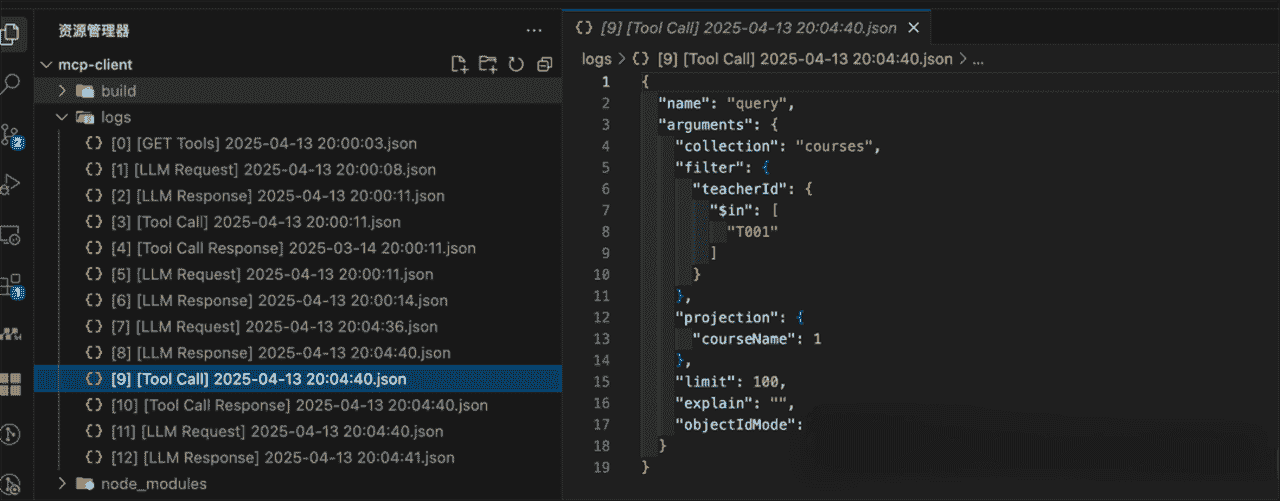 资源管理器
...
mcp-client
build
logs
{} [0] [GET Tools] 2025-04-13 20:00:03.json
{} [1] [LLM Request] 2025-04-13 20:00:08.json
{} [2] [LLM Response] 2025-04-13 20:00:11.json
{} [3] [Tool Call] 2025-04-13 20:00:11.json
{} [4] [Tool Call Response] 2025-03-14 20:00:11.json
{} [5] [LLM Request] 2025-04-13 20:00:11.json
{} [6] [LLM Response] 2025-04-13 20:00:14.json
{} [7] [LLM Request] 2025-04-13 20:04:36.json
{} [8] [LLM Response] 2025-04-13 20:04:40.json
{} [9] [Tool Call] 2025-04-13 20:04:40.json
{} [10] [Tool Call Response] 2025-04-13 20:04:40.json
{} [11] [LLM Request] 2025-04-13 20:04:40.json
{} [12] [LLM Response] 2025-04-13 20:04:41.json
node_modules
2
1
{} [9] [Tool Call] 2025-04-13 20:04:40.json ×
logs > {} [9] [Tool Call] 2025-04-13 20:04:40.json > ...
1 {
2 "name": "query",
3 "arguments": {
4 "collection": "courses",
5 "filter": {
6 "teacherId": {
7 "$in": [
8 "T001"
9 ]
10 }
11 },
12 "projection": {
13 "courseName": 1
14 },
15 "limit": 100,
16 "explain": "",
17 "objectIdMode":
18 }
19 }